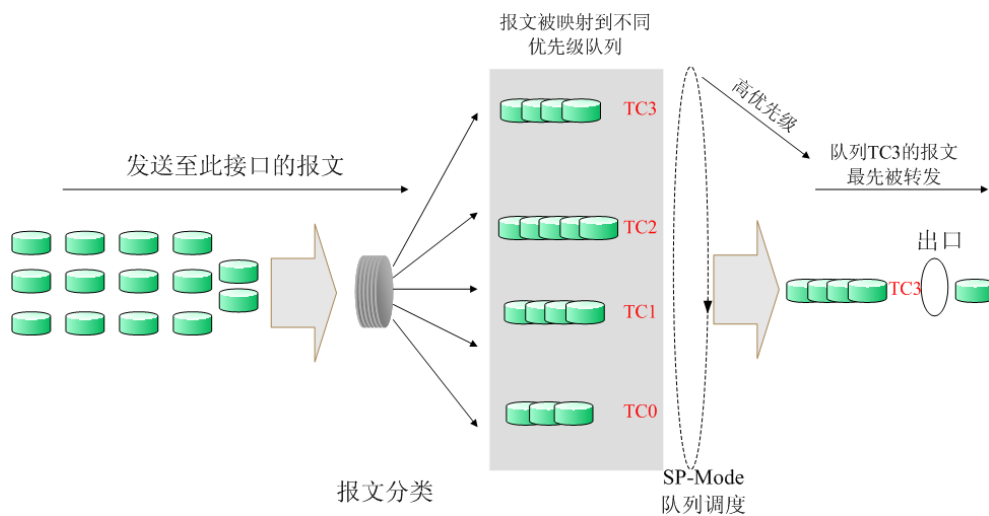 报文被映射到不同
优先级队列
TC3
高优先级
发送至此接口的报文
队列TC3的报文
最先被转发
TC2
出口
TC3
TC1
TC0
SP-Mode
队列调度
报文分类